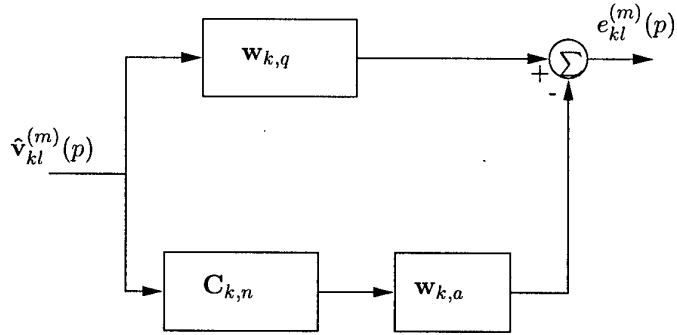 w_{k,q}
e_{kl}^{(m)}(p)
Σ
+
-
v̂_{kl}^{(m)}(p)
C_{k,n}
w_{k,a}